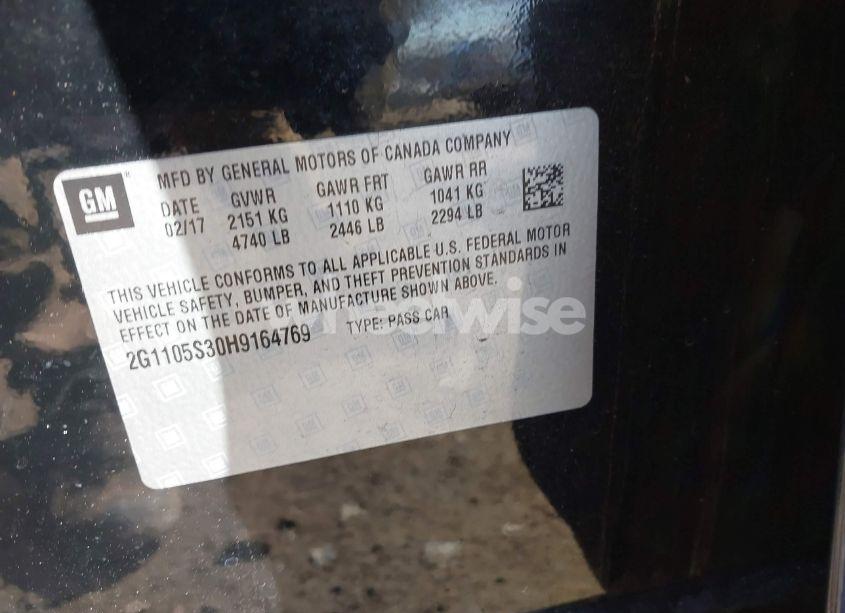 GM
MFD BY GENERAL MOTORS OF CANADA COMPANY
DATE GVWR GAWR FRT GAWR RR
02/17 2151 KG 1110 KG 1041 KG
4740 LB 2446 LB 2294 LB
THIS VEHICLE CONFORMS TO ALL APPLICABLE U.S. FEDERAL MOTOR
VEHICLE SAFETY, BUMPER, AND THEFT PREVENTION STANDARDS IN
EFFECT ON THE DATE OF MANUFACTURE SHOWN ABOVE.
2G1105S30H9164769 TYPE: PASS CAR